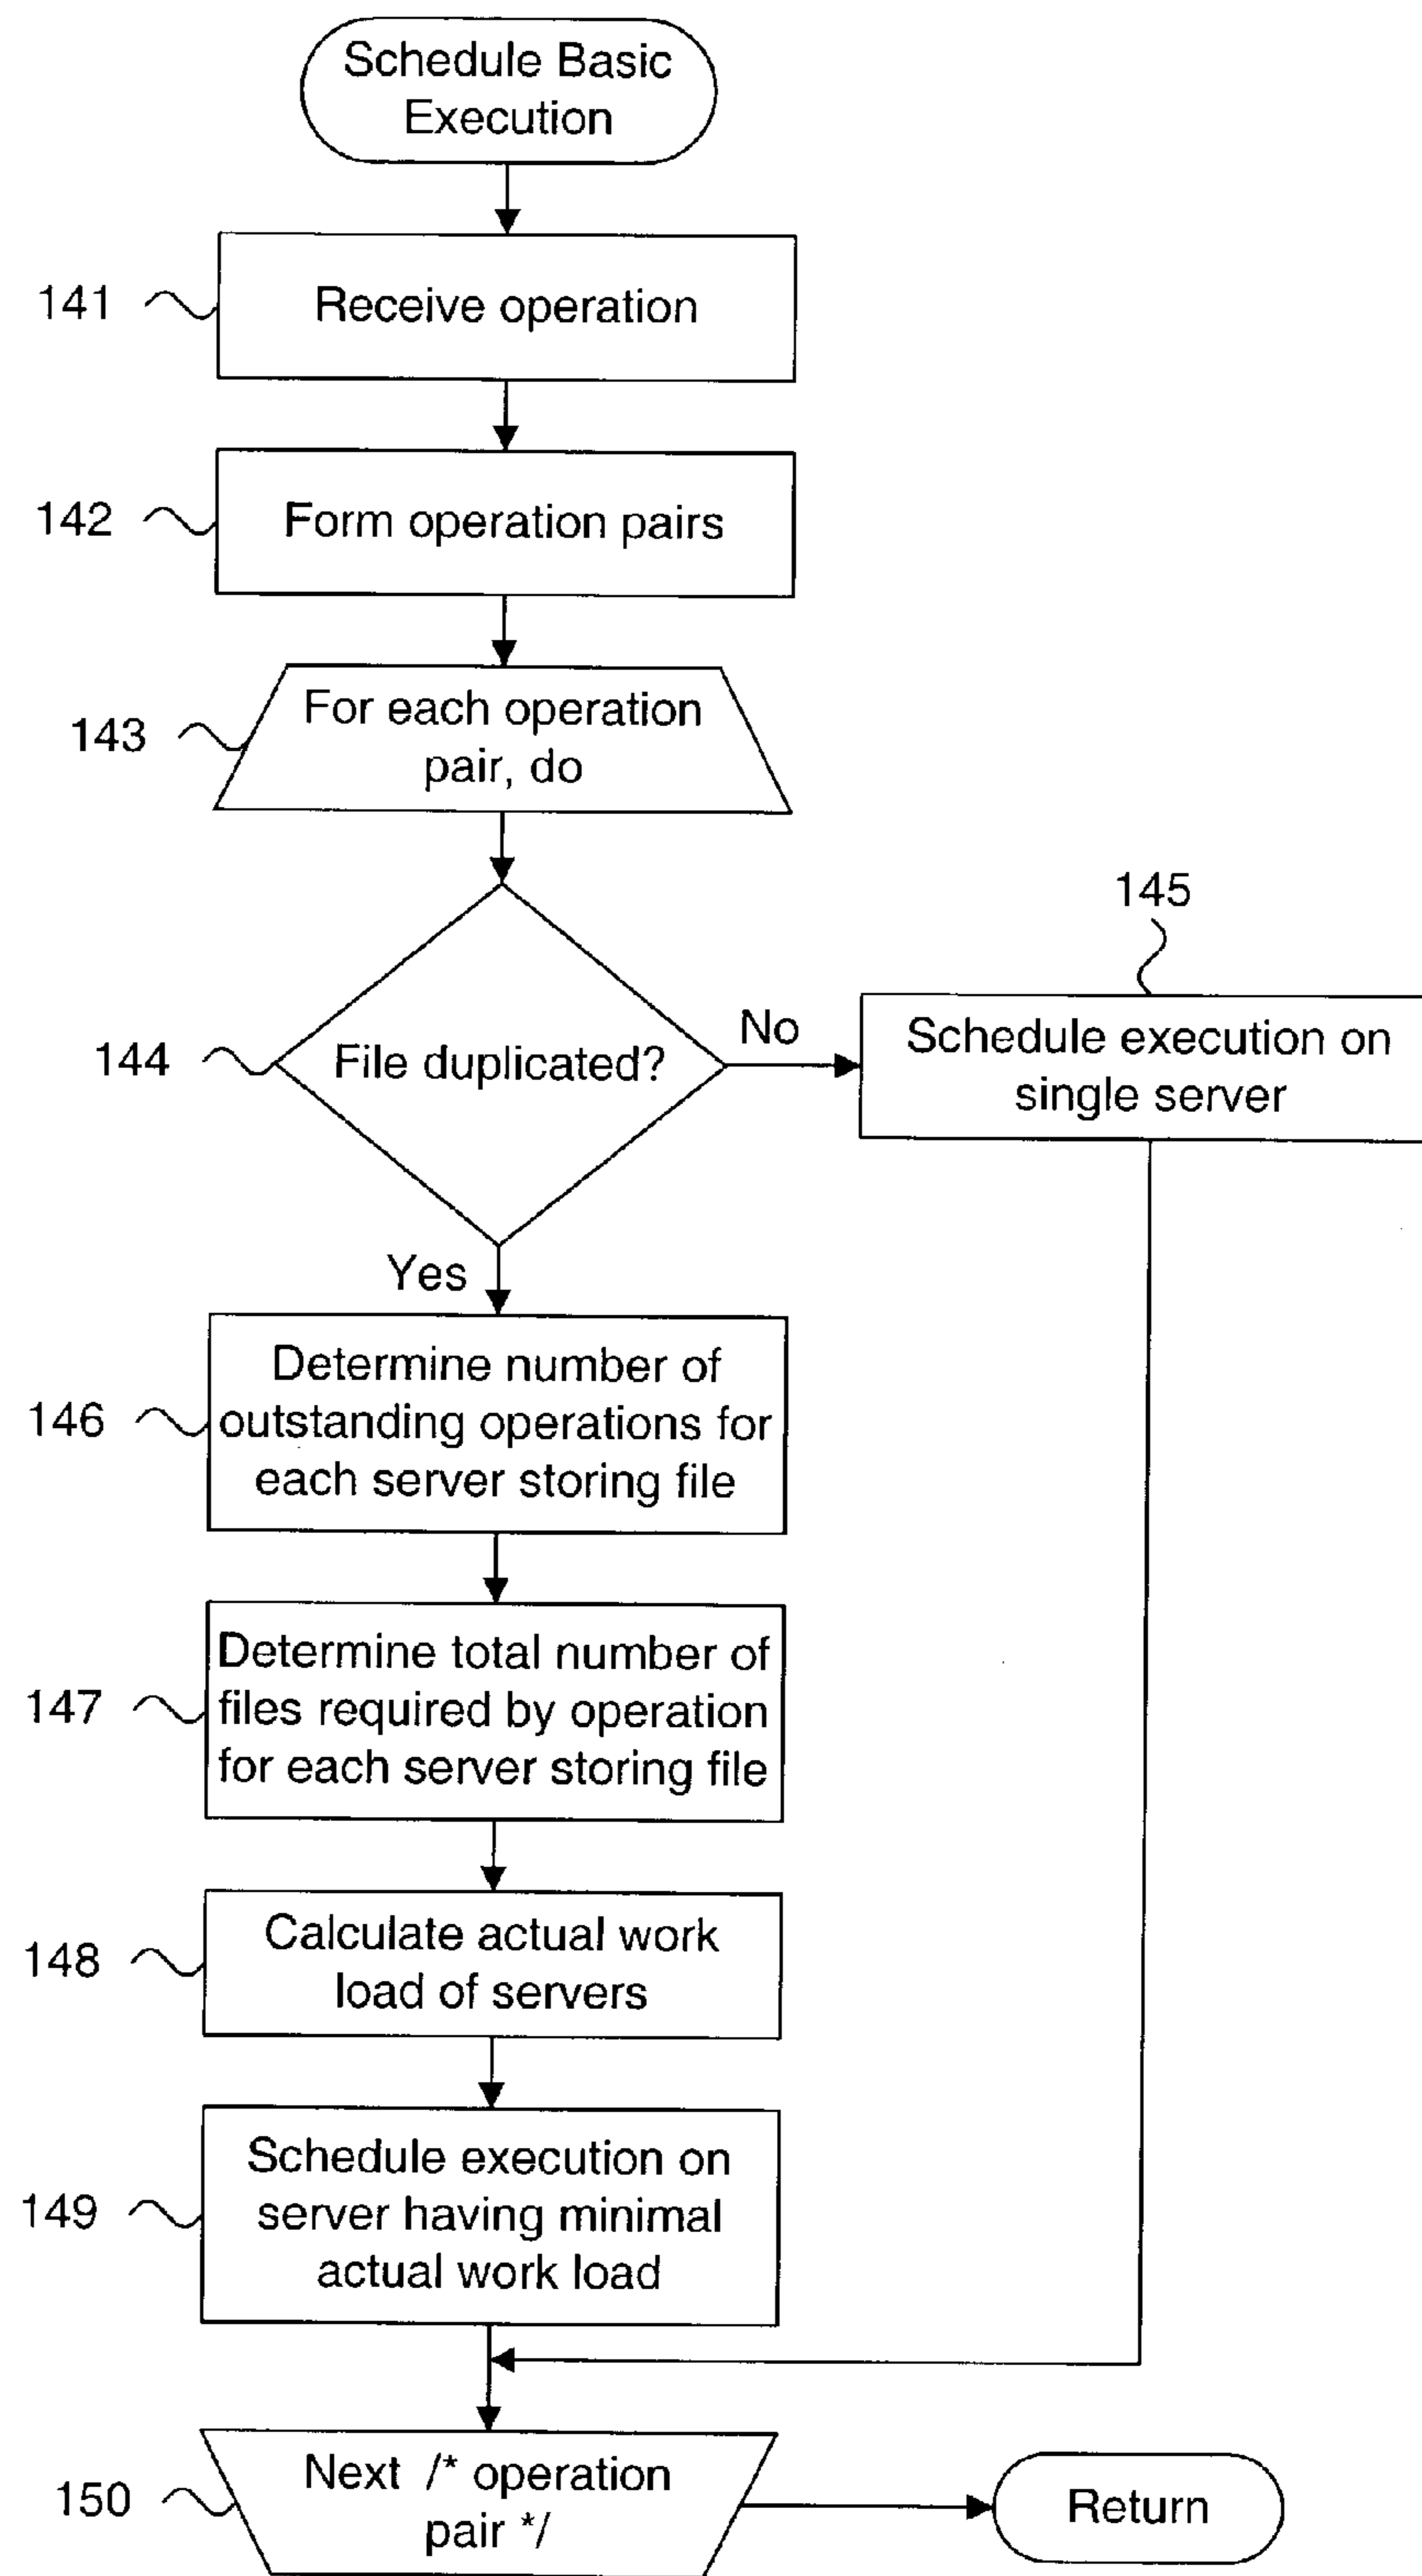 Schedule Basic
Execution
141
Receive operation
142
Form operation pairs
143
For each operation
pair, do
144
File duplicated?
No
145
Schedule execution on
single server
Yes
146
Determine number of
outstanding operations for
each server storing file
147
Determine total number of
files required by operation
for each server storing file
148
Calculate actual work
load of servers
149
Schedule execution on
server having minimal
actual work load
150
Next /* operation
pair */
Return